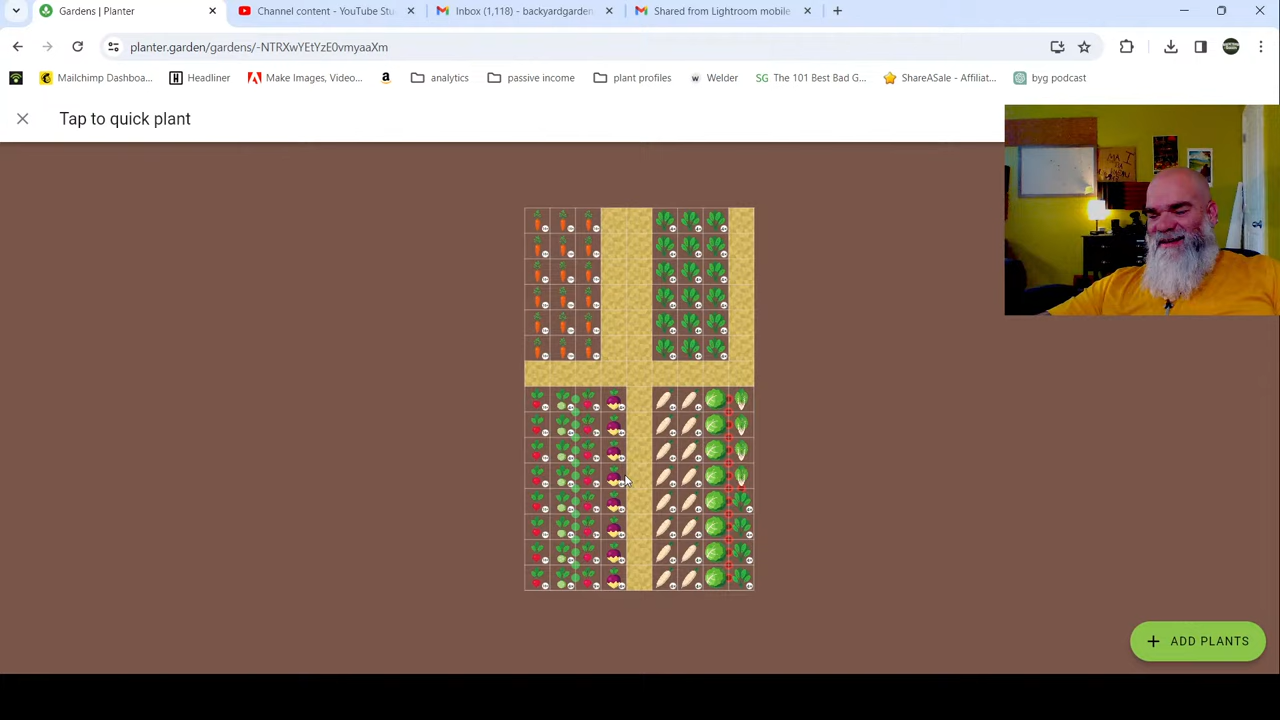 Gardens | Planter
Channel content - YouTube Stu
Inbox (1,118) - backyardgarden
Shared from Lightroom mobile
planter.garden/gardens/-NTRXwYEtYzE0vmyaaXm
Mailchimp Dashboa...
Headliner
Make Images, Video...
analytics
passive income
plant profiles
w Welder
SG The 101 Best Bad G...
ShareASale - Affiliat...
byg podcast
Tap to quick plant
+ ADD PLANTS